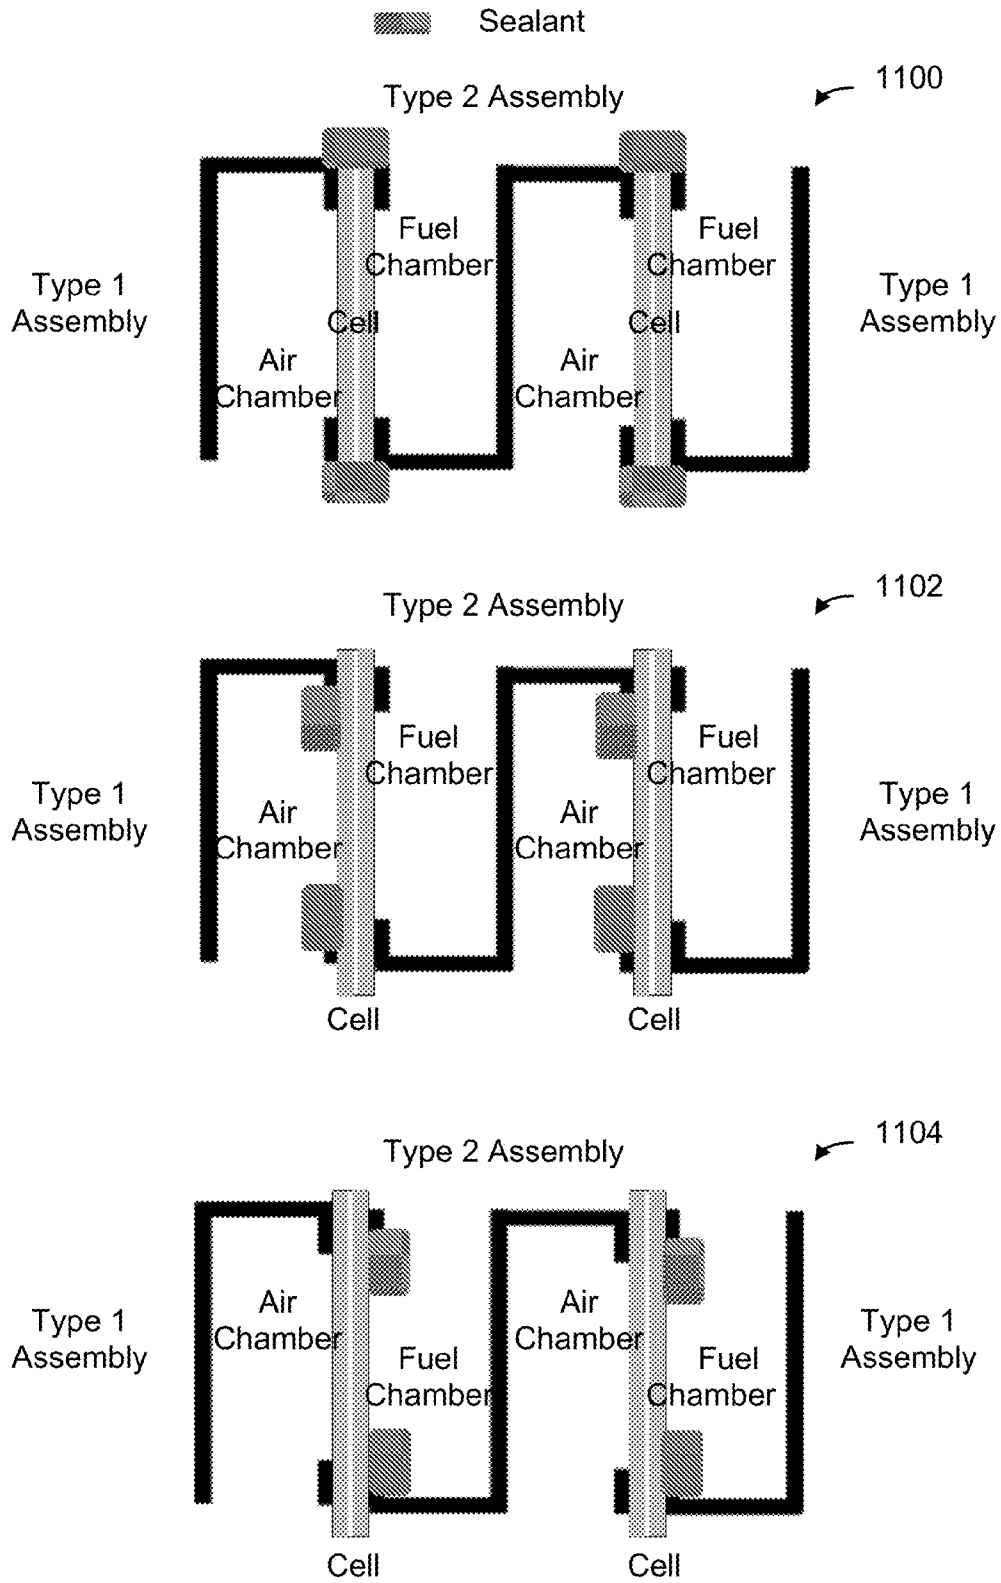 Sealant
1100
Type 2 Assembly
Fuel
Chamber
Fuel
Chamber
Type 1
Assembly
Type 1
Assembly
Cell
Cell
Air
Chamber
Air
Chamber
1102
Type 2 Assembly
Fuel
Chamber
Fuel
Chamber
Type 1
Assembly
Type 1
Assembly
Air
Chamber
Air
Chamber
Cell
Cell
1104
Type 2 Assembly
Air
Chamber
Air
Chamber
Type 1
Assembly
Type 1
Assembly
Fuel
Chamber
Fuel
Chamber
Cell
Cell